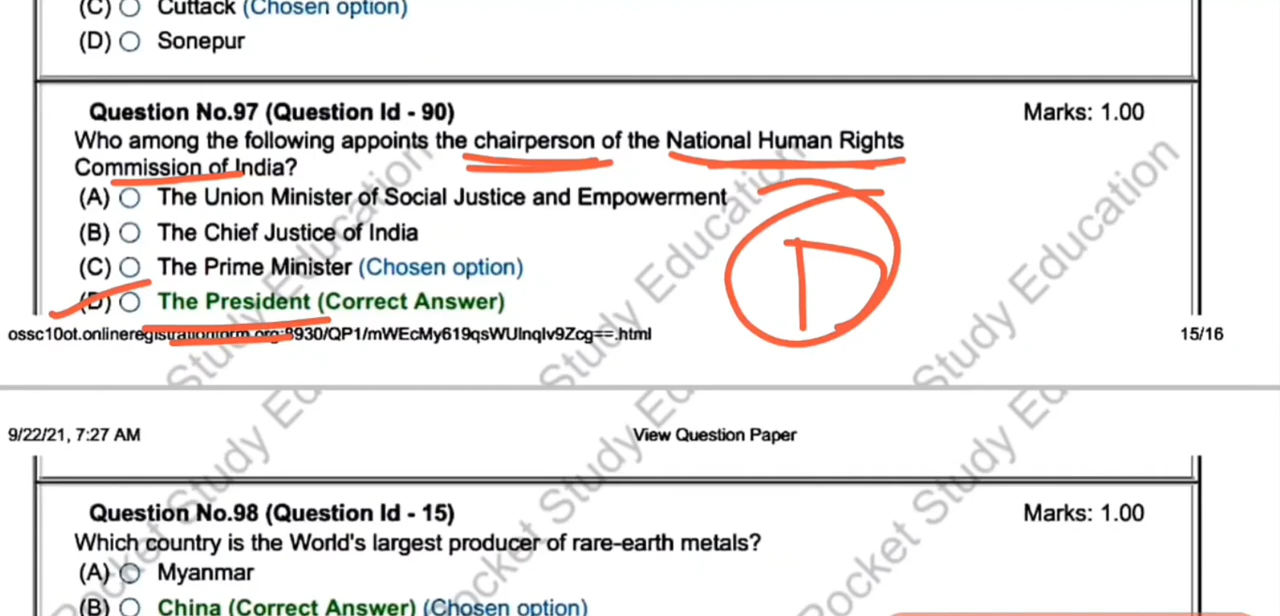 (C) Cuttack (Chosen option)
(D) Sonepur
Question No.97 (Question Id - 90) Marks: 1.00
Who among the following appoints the chairperson of the National Human Rights
Commission of India?
(A) The Union Minister of Social Justice and Empowerment
(B) The Chief Justice of India
(C) The Prime Minister (Chosen option)
(D) The President (Correct Answer)
D
15/16
9/22/21, 7:27 AM View Question Paper
Question No.98 (Question Id - 15) Marks: 1.00
Which country is the World's largest producer of rare-earth metals?
(A) Myanmar
(B) China (Correct Answer) (Chosen option)
Rocket Study Education